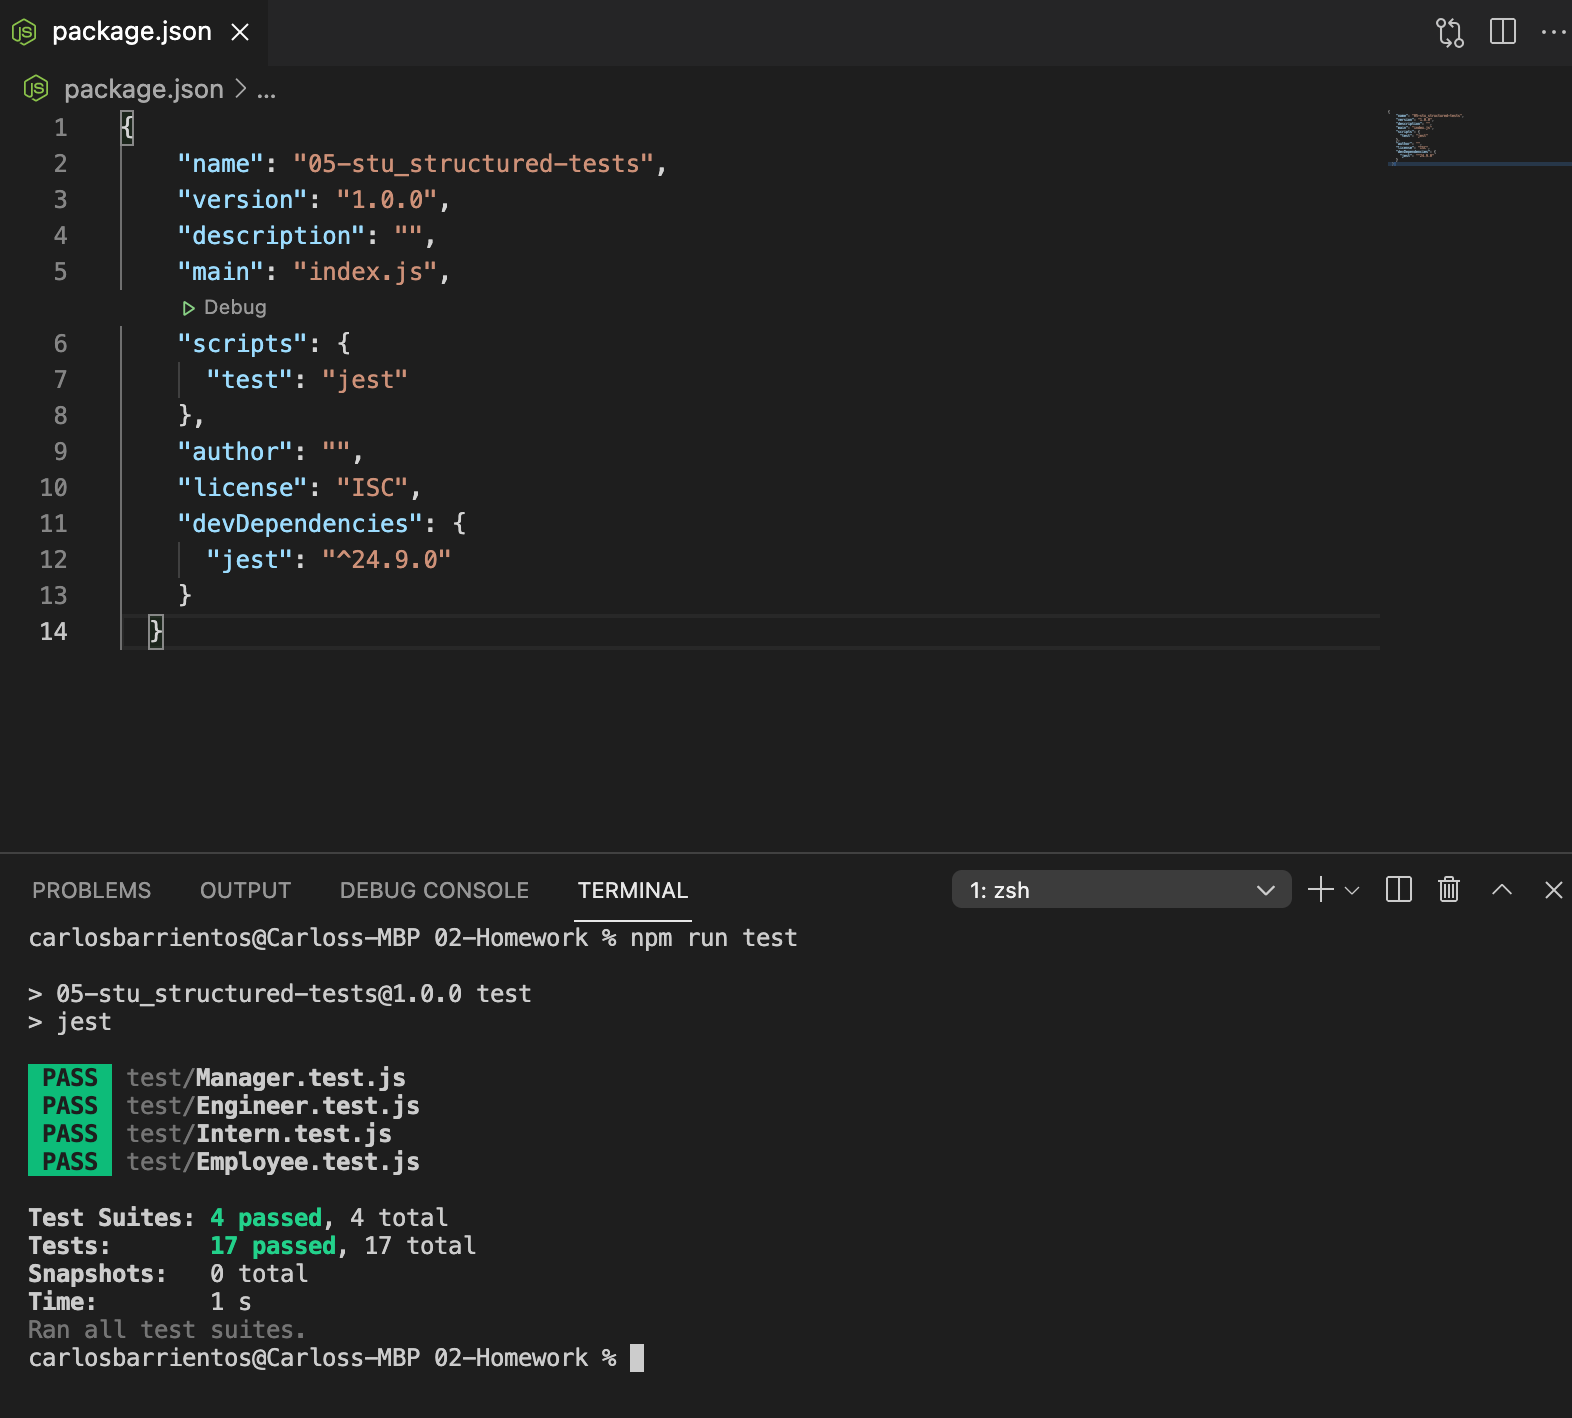 package.json
package.json > ...
1 {
2 "name": "05-stu_structured-tests",
3 "version": "1.0.0",
4 "description": "",
5 "main": "index.js",
Debug
6 "scripts": {
7 "test": "jest"
8 },
9 "author": "",
10 "license": "ISC",
11 "devDependencies": {
12 "jest": "^24.9.0"
13 }
14 }
PROBLEMS OUTPUT DEBUG CONSOLE TERMINAL 1: zsh
carlosbarrientos@Carloss-MBP 02-Homework % npm run test
> 05-stu_structured-tests@1.0.0 test
> jest
PASS test/Manager.test.js
PASS test/Engineer.test.js
PASS test/Intern.test.js
PASS test/Employee.test.js
Test Suites: 4 passed, 4 total
Tests: 17 passed, 17 total
Snapshots: 0 total
Time: 1 s
Ran all test suites.
carlosbarrientos@Carloss-MBP 02-Homework %